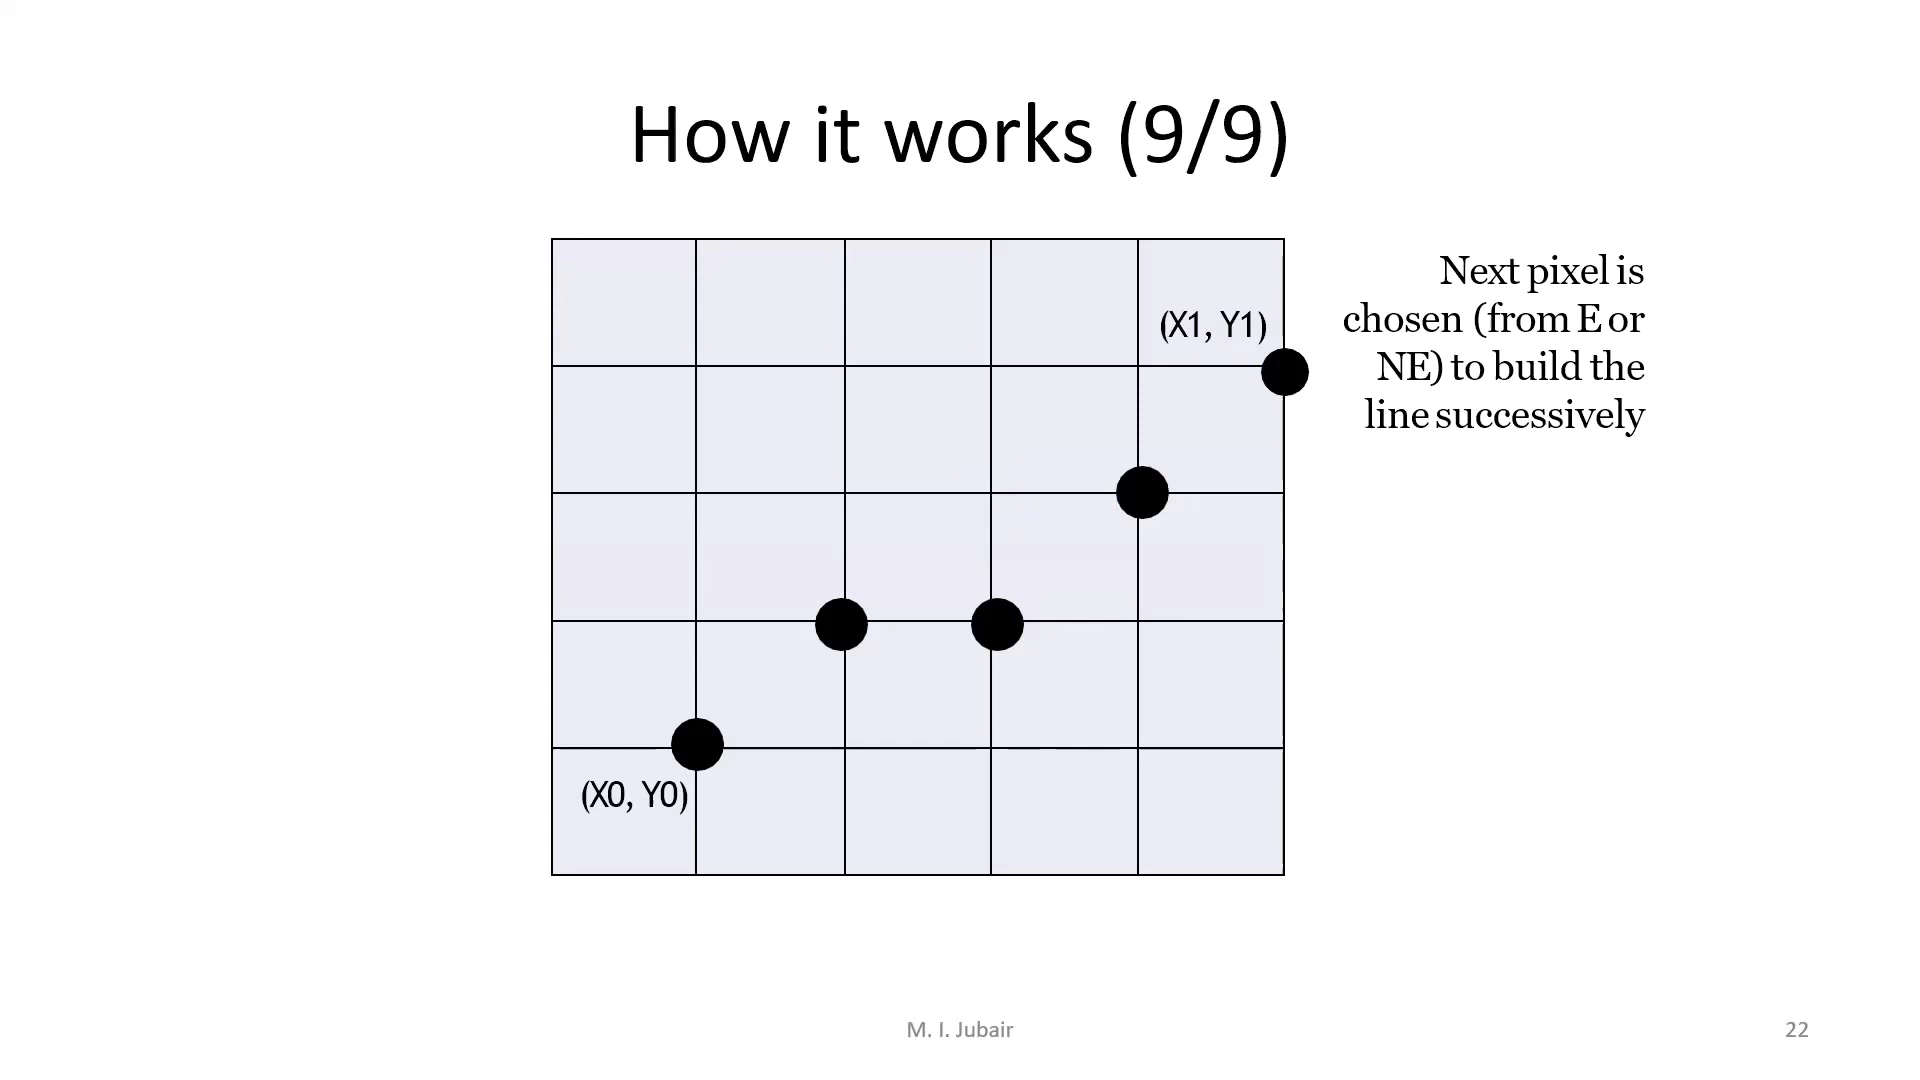 How it works (9/9)
(X1, Y1)
Next pixel is
chosen (from E or
NE) to build the
line successively
(X0, Y0)
M. I. Jubair
22